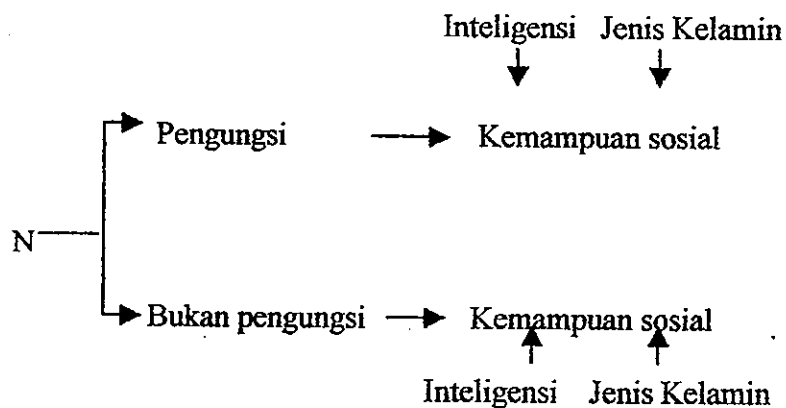 Inteligensi Jenis Kelamin
Pengungsi Kemampuan sosial
N
Bukan pengungsi Kemampuan sosial
Inteligensi Jenis Kelamin